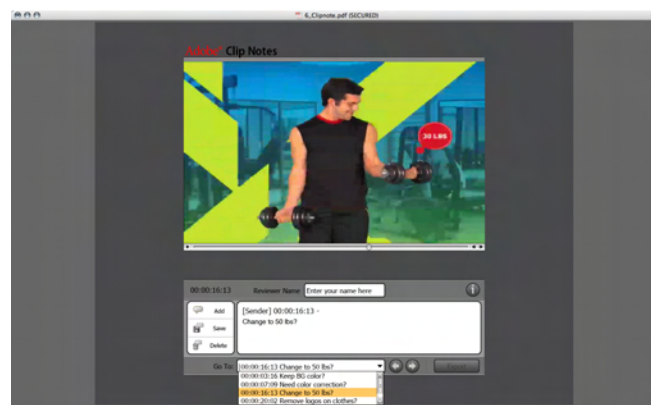 6_Clipnote.pdf (SECURED)
Adobe® Clip Notes
30 LBS
00:00:16:13 Reviewer Name Enter your name here
Add
Save
Delete
[Sender] 00:00:16:13 -
Change to 50 lbs?
Go To: 00:00:16:13 Change to 50 lbs? Export
00:00:03:16 Keep BG color?
00:00:07:09 Need color correction?
00:00:16:13 Change to 50 lbs?
00:00:20:02 Remove logos on clothes?